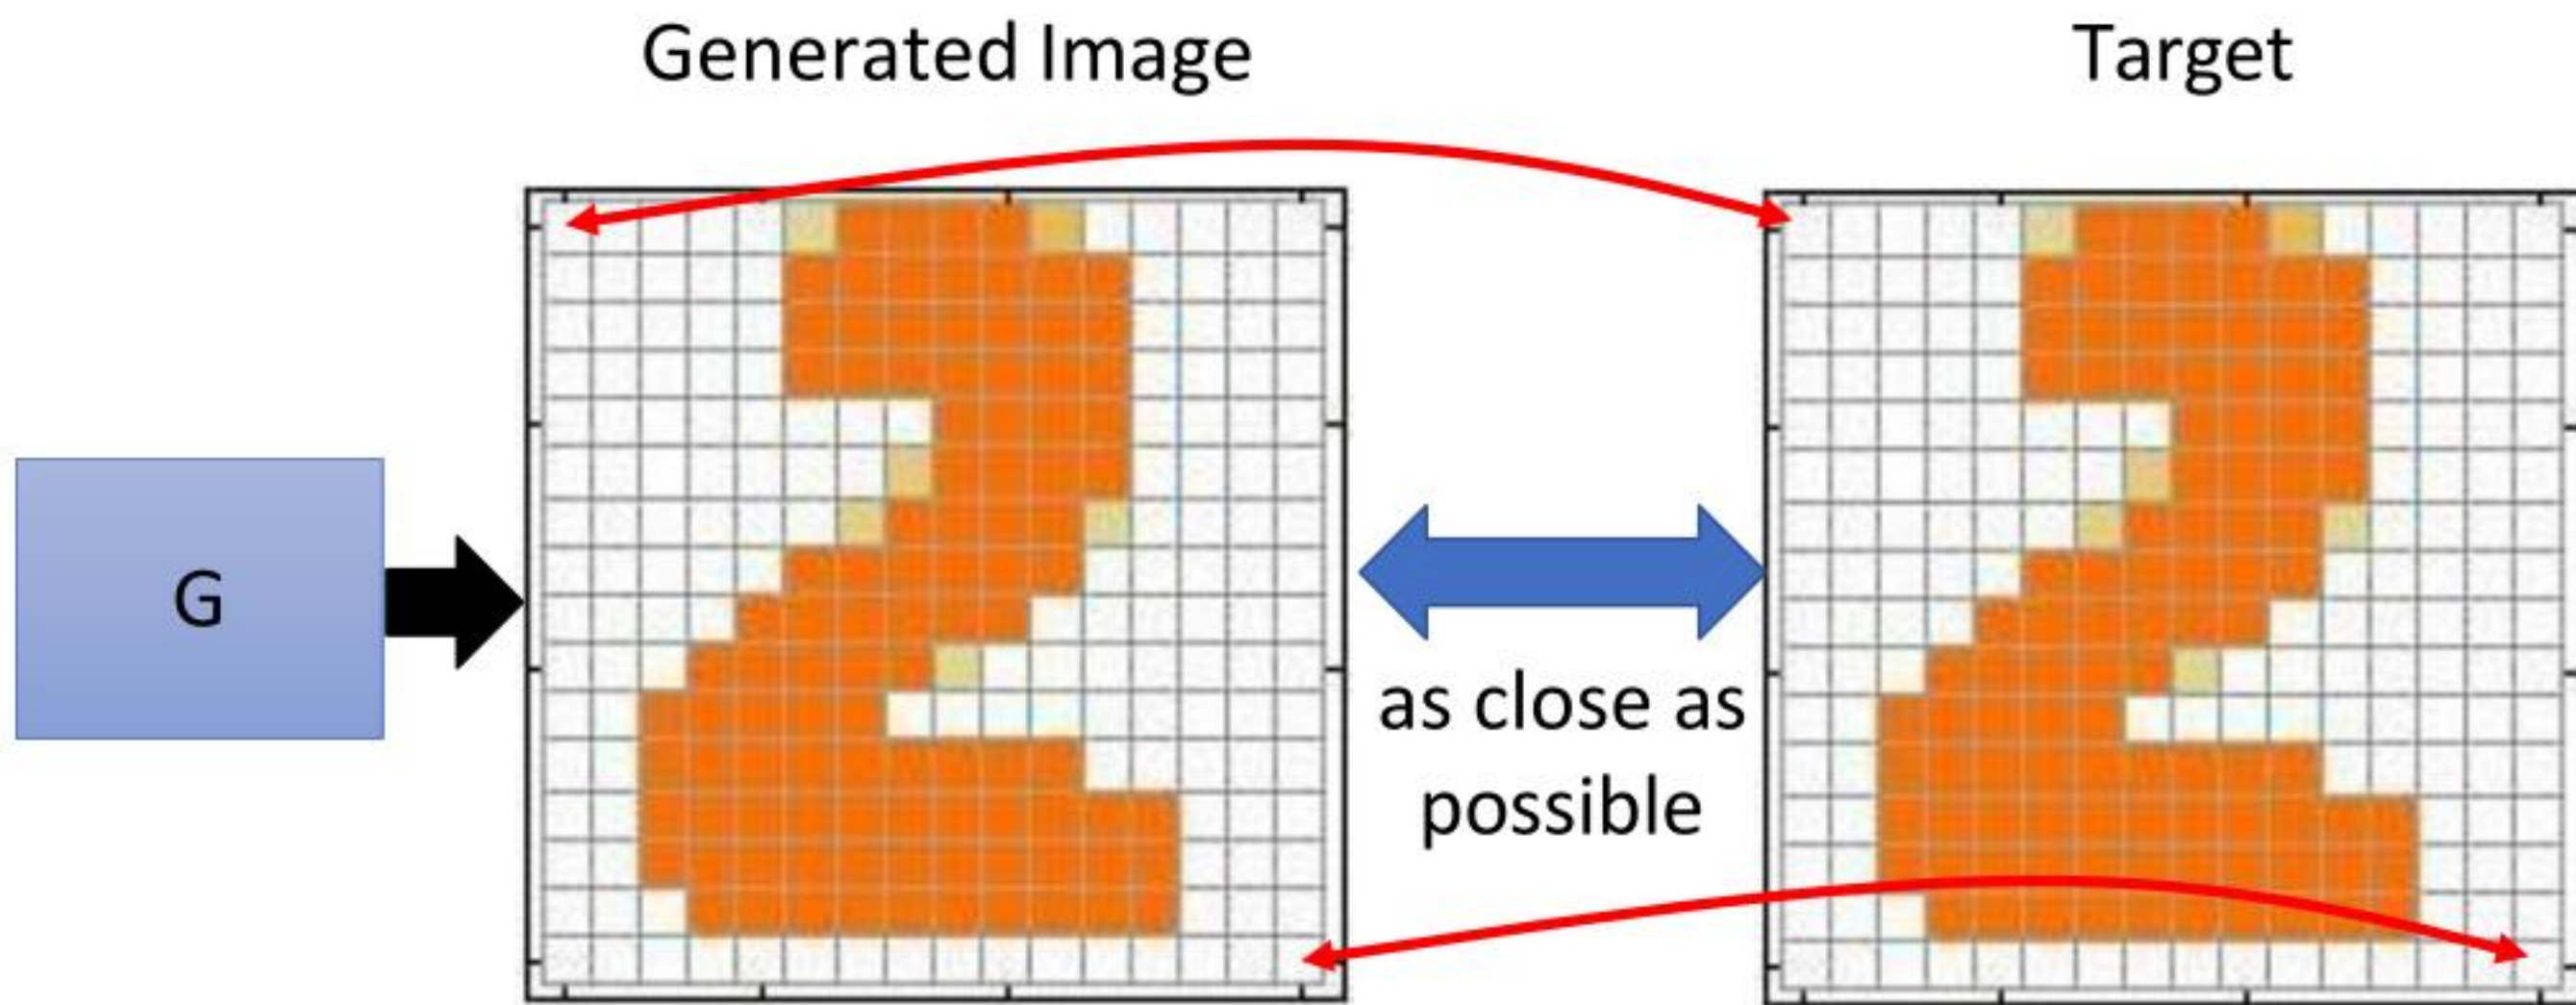 Generated Image
Target
G
as close as
possible